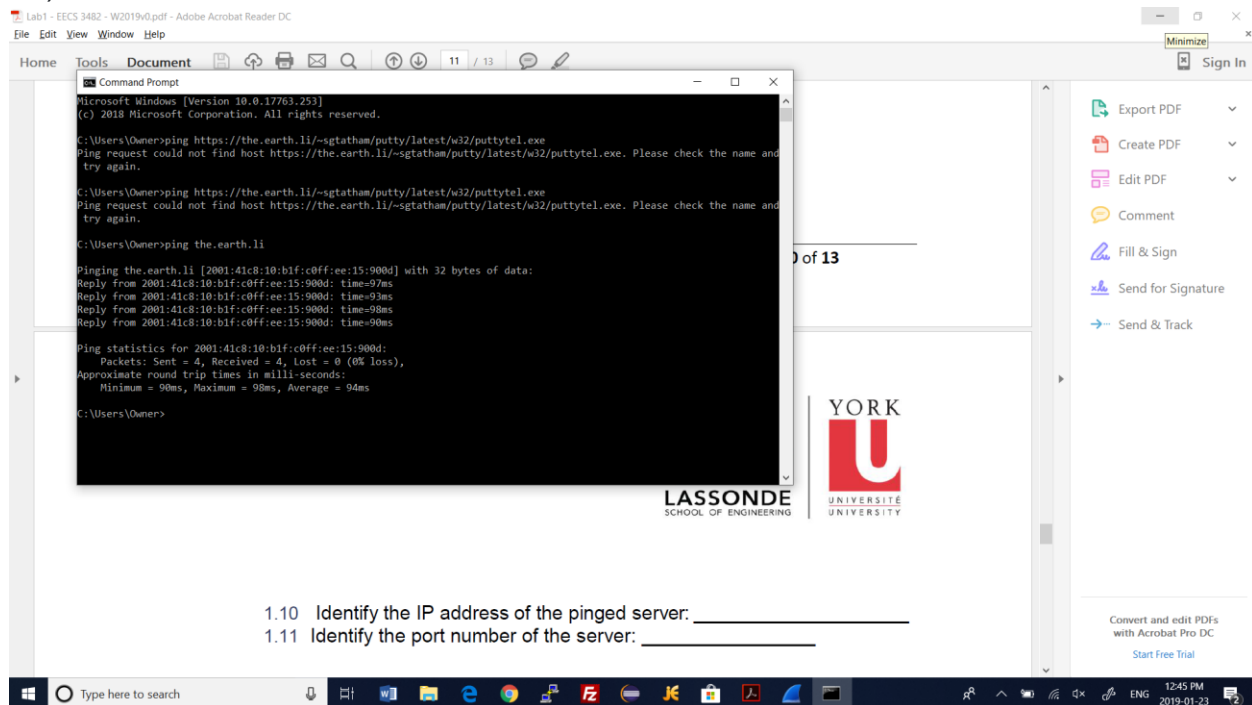 Lab1 - EECS 3482 - W2019v0.pdf - Adobe Acrobat Reader DC
File Edit View Window Help
Minimize
Home Tools Document 11 / 13 Sign In
Command Prompt
Microsoft Windows [Version 10.0.17763.253]
(c) 2018 Microsoft Corporation. All rights reserved.
C:\Users\Owner>ping https://the.earth.li/~sgtatham/putty/latest/w32/puttytel.exe
Ping request could not find host https://the.earth.li/~sgtatham/putty/latest/w32/puttytel.exe. Please check the name and
try again.
C:\Users\Owner>ping https://the.earth.li/~sgtatham/putty/latest/w32/puttytel.exe
Ping request could not find host https://the.earth.li/~sgtatham/putty/latest/w32/puttytel.exe. Please check the name and
try again.
C:\Users\Owner>ping the.earth.li
Pinging the.earth.li [2001:41c8:10:b1f:c0ff:ee:15:900d] with 32 bytes of data:
Reply from 2001:41c8:10:b1f:c0ff:ee:15:900d: time=97ms
Reply from 2001:41c8:10:b1f:c0ff:ee:15:900d: time=93ms
Reply from 2001:41c8:10:b1f:c0ff:ee:15:900d: time=98ms
Reply from 2001:41c8:10:b1f:c0ff:ee:15:900d: time=90ms
Ping statistics for 2001:41c8:10:b1f:c0ff:ee:15:900d:
Packets: Sent = 4, Received = 4, Lost = 0 (0% loss),
Approximate round trip times in milli-seconds:
Minimum = 90ms, Maximum = 98ms, Average = 94ms
C:\Users\Owner>
of 13
YORK
U
UNIVERSITÉ
UNIVERSITY
LASSONDE
SCHOOL OF ENGINEERING
1.10 Identify the IP address of the pinged server:
1.11 Identify the port number of the server:
Export PDF
Create PDF
Edit PDF
Comment
Fill & Sign
Send for Signature
Send & Track
Convert and edit PDFs
with Acrobat Pro DC
Start Free Trial
Type here to search
ENG
12:45 PM
2019-01-23
2